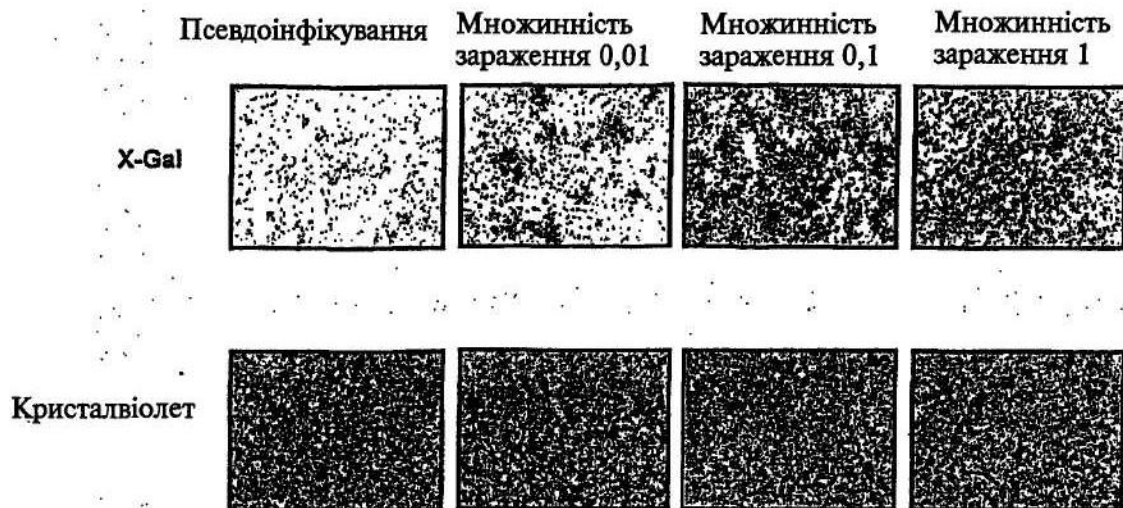 Псевдоінфікування
Множинність
зараження 0,01
Множинність
зараження 0,1
Множинність
зараження 1
X-Gal
Кристалвіолет